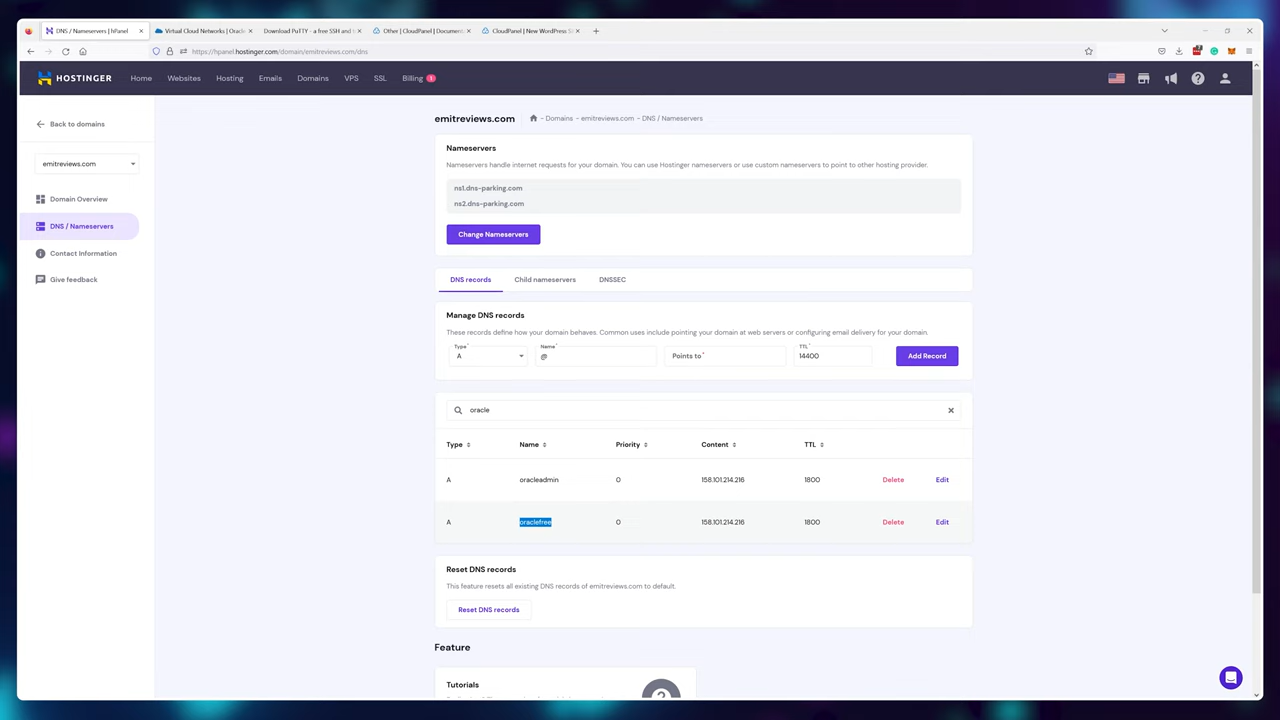 DNS / Nameservers | hPanel
Virtual Cloud Networks | Oracle
Download PuTTY - a free SSH and
Other | CloudPanel | Document
CloudPanel | New WordPress Si
https://hpanel.hostinger.com/domain/emitreviews.com/dns
HOSTINGER
Home
Websites
Hosting
Emails
Domains
VPS
SSL
Billing
1
Back to domains
emitreviews.com
Domain Overview
DNS / Nameservers
Contact Information
Give feedback
emitreviews.com
- Domains - emitreviews.com - DNS / Nameservers
Nameservers
Nameservers handle internet requests for your domain. You can use Hostinger nameservers or use custom nameservers to point to other hosting provider.
ns1.dns-parking.com
ns2.dns-parking.com
Change Nameservers
DNS records
Child nameservers
DNSSEC
Manage DNS records
These records define how your domain behaves. Common uses include pointing your domain at web servers or configuring email delivery for your domain.
Type*
A
Name*
@
Points to*
TTL*
14400
Add Record
oracle
Type
Name
Priority
Content
TTL
A
oracleadmin
0
158.101.214.216
1800
Delete
Edit
A
oraclefree
0
158.101.214.216
1800
Delete
Edit
Reset DNS records
This feature resets all existing DNS records of emitreviews.com to default.
Reset DNS records
Feature
Tutorials